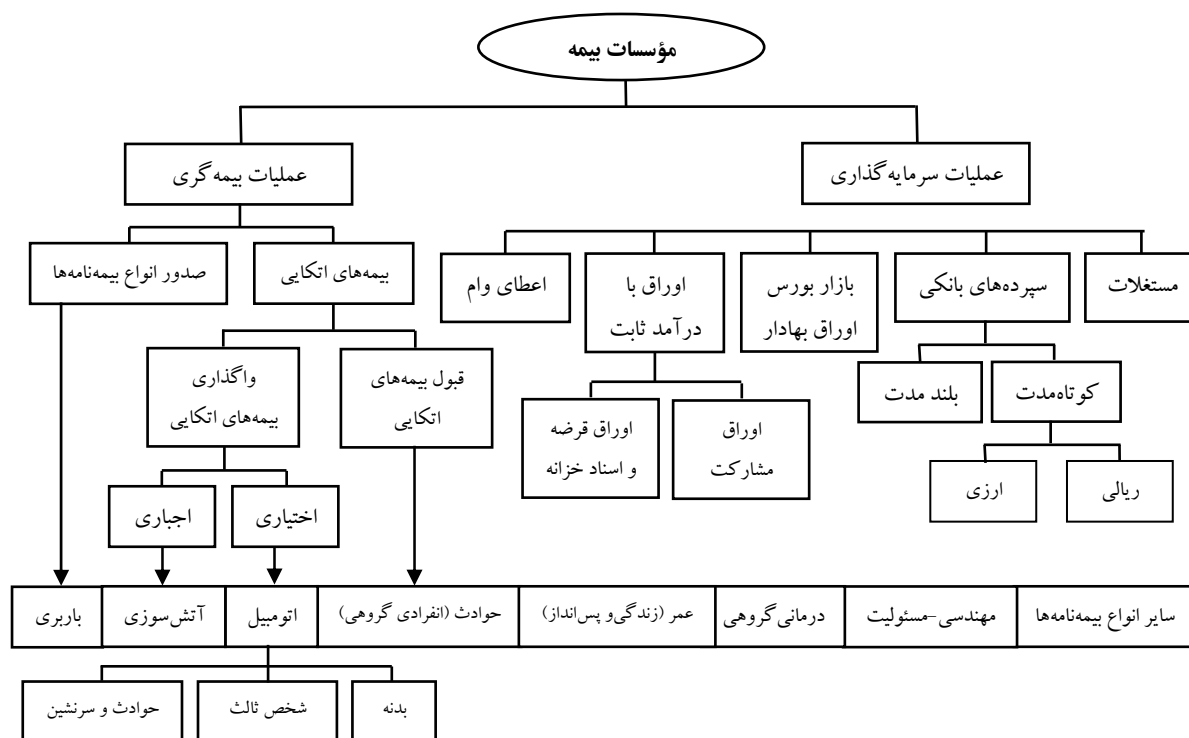 مؤسسات بیمه
عملیات سرمایه‌گذاری
عملیات بیمه‌گری
مستغلات
سپرده‌های بانکی
بازار بورس
اوراق بهادار
اوراق با
درآمد ثابت
اعطای وام
بیمه‌های اتکایی
صدور انواع بیمه‌نامه‌ها
کوتاه‌مدت
بلند مدت
ریالی
ارزی
اوراق
مشارکت
اوراق قرضه
و اسناد خزانه
قبول بیمه‌های
اتکایی
واگذاری
بیمه‌های اتکایی
اختیاری
اجباری
سایر انواع بیمه‌نامه‌ها
مهندسی-مسئولیت
درمانی‌گروهی
عمر (زندگی‌و پس‌انداز)
حوادث (انفرادی گروهی)
اتومبیل
آتش‌سوزی
باربری
بدنه
شخص ثالث
حوادث و سرنشین